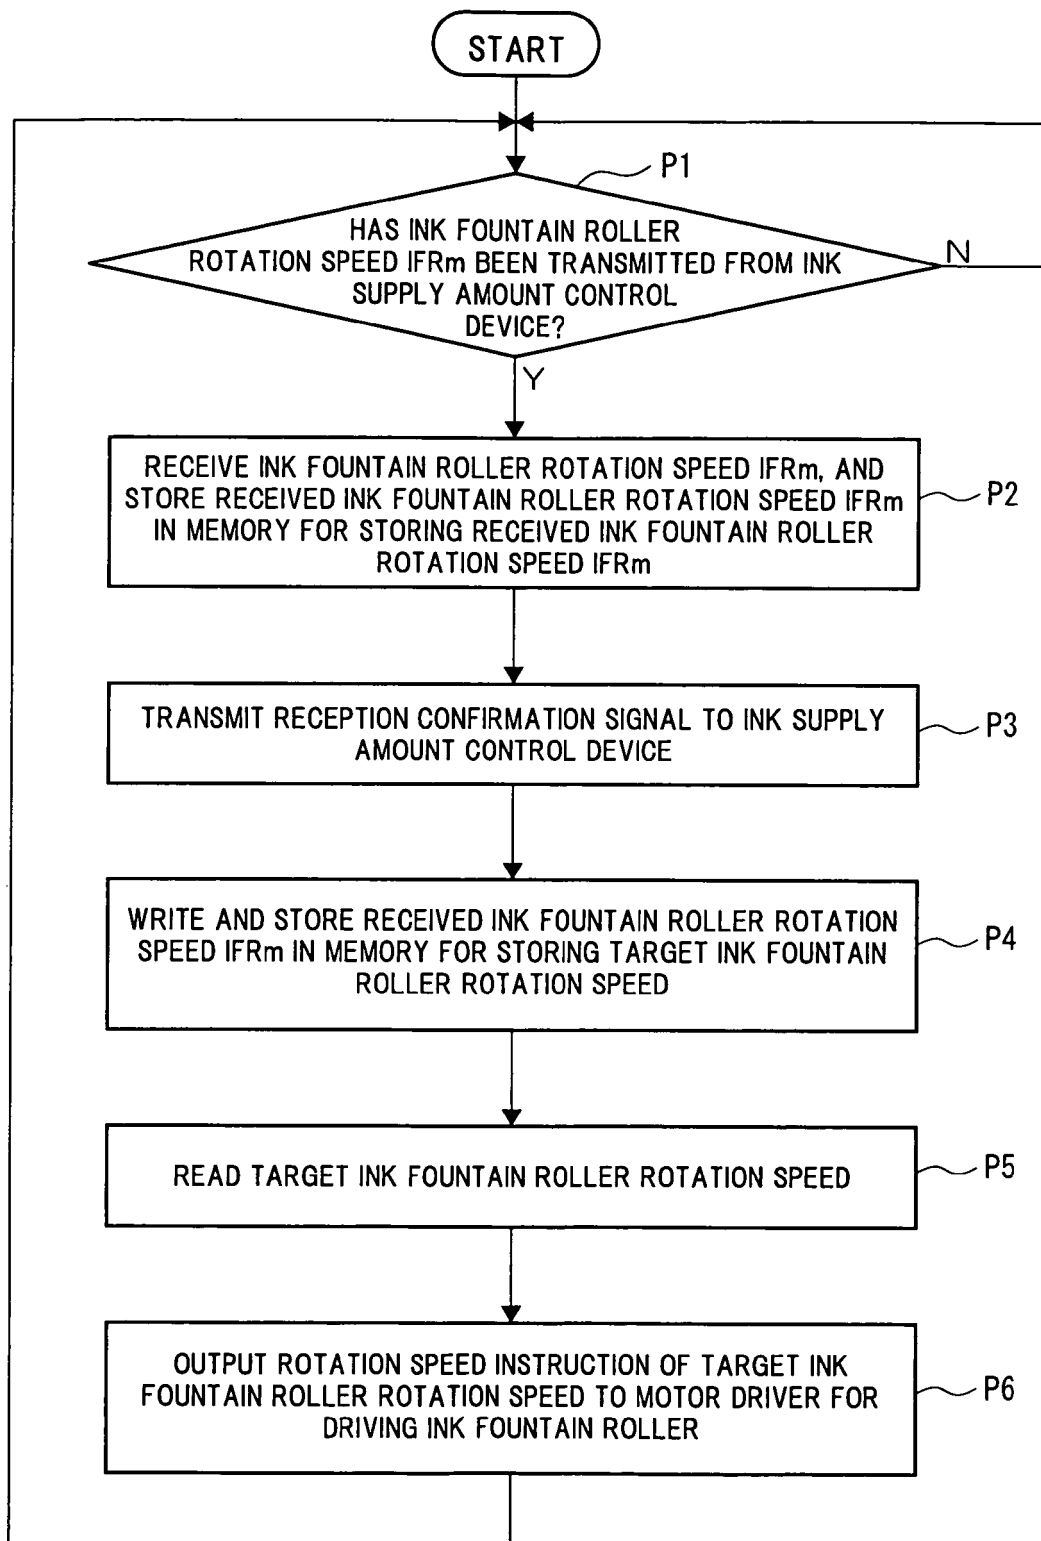 START
P1
HAS INK FOUNTAIN ROLLER
ROTATION SPEED IFRm BEEN TRANSMITTED FROM INK
SUPPLY AMOUNT CONTROL
DEVICE?
N
Y
RECEIVE INK FOUNTAIN ROLLER ROTATION SPEED IFRm, AND
STORE RECEIVED INK FOUNTAIN ROLLER ROTATION SPEED IFRm
IN MEMORY FOR STORING RECEIVED INK FOUNTAIN ROLLER
ROTATION SPEED IFRm
P2
TRANSMIT RECEPTION CONFIRMATION SIGNAL TO INK SUPPLY
AMOUNT CONTROL DEVICE
P3
WRITE AND STORE RECEIVED INK FOUNTAIN ROLLER ROTATION
SPEED IFRm IN MEMORY FOR STORING TARGET INK FOUNTAIN
ROLLER ROTATION SPEED
P4
READ TARGET INK FOUNTAIN ROLLER ROTATION SPEED
P5
OUTPUT ROTATION SPEED INSTRUCTION OF TARGET INK
FOUNTAIN ROLLER ROTATION SPEED TO MOTOR DRIVER FOR
DRIVING INK FOUNTAIN ROLLER
P6